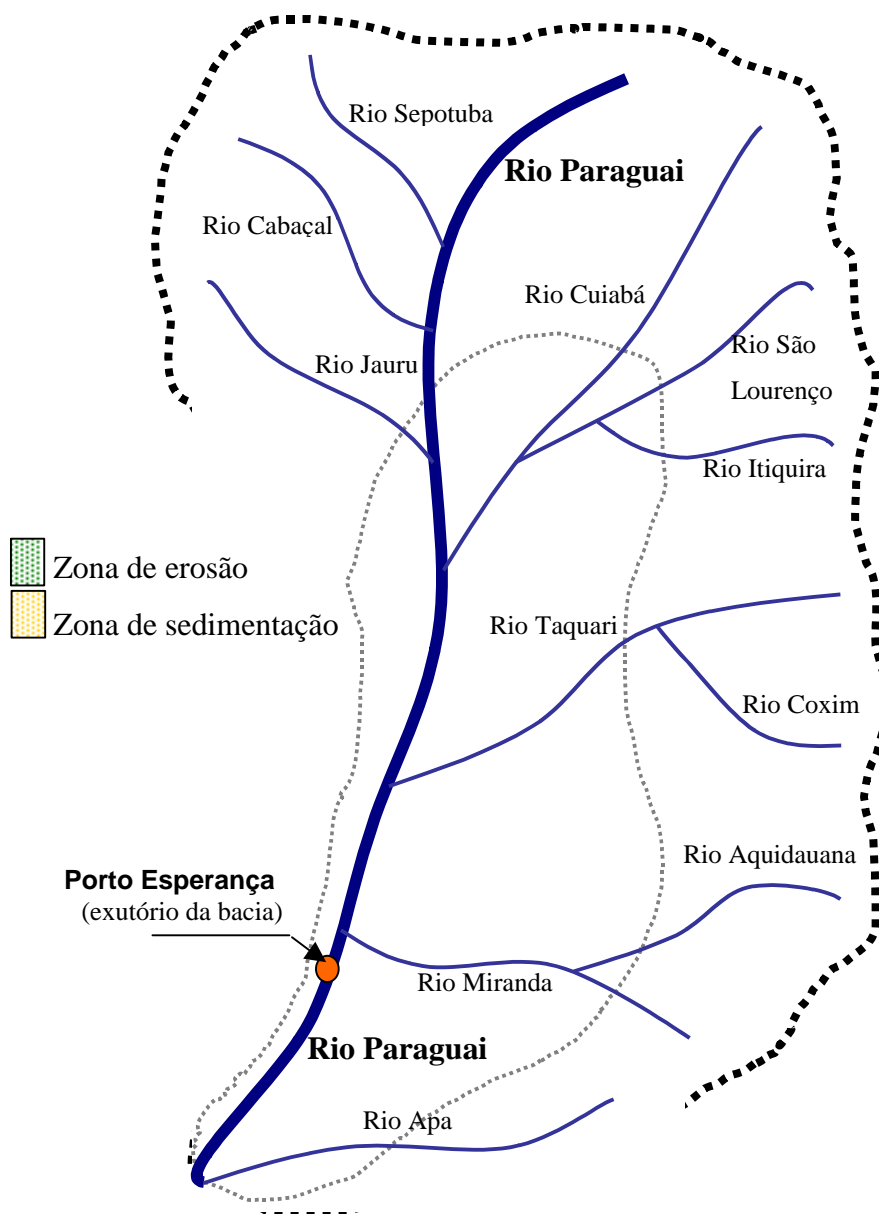 Rio Sepotuba
Rio Paraguai
Rio Cabaçal
Rio Cuiabá
Rio Jauru
Rio São
Lourenço
Rio Itiquira
Zona de erosão
Zona de sedimentação
Rio Taquari
Rio Coxim
Rio Aquidauana
Porto Esperança
(exutório da bacia)
Rio Miranda
Rio Paraguai
Rio Apa